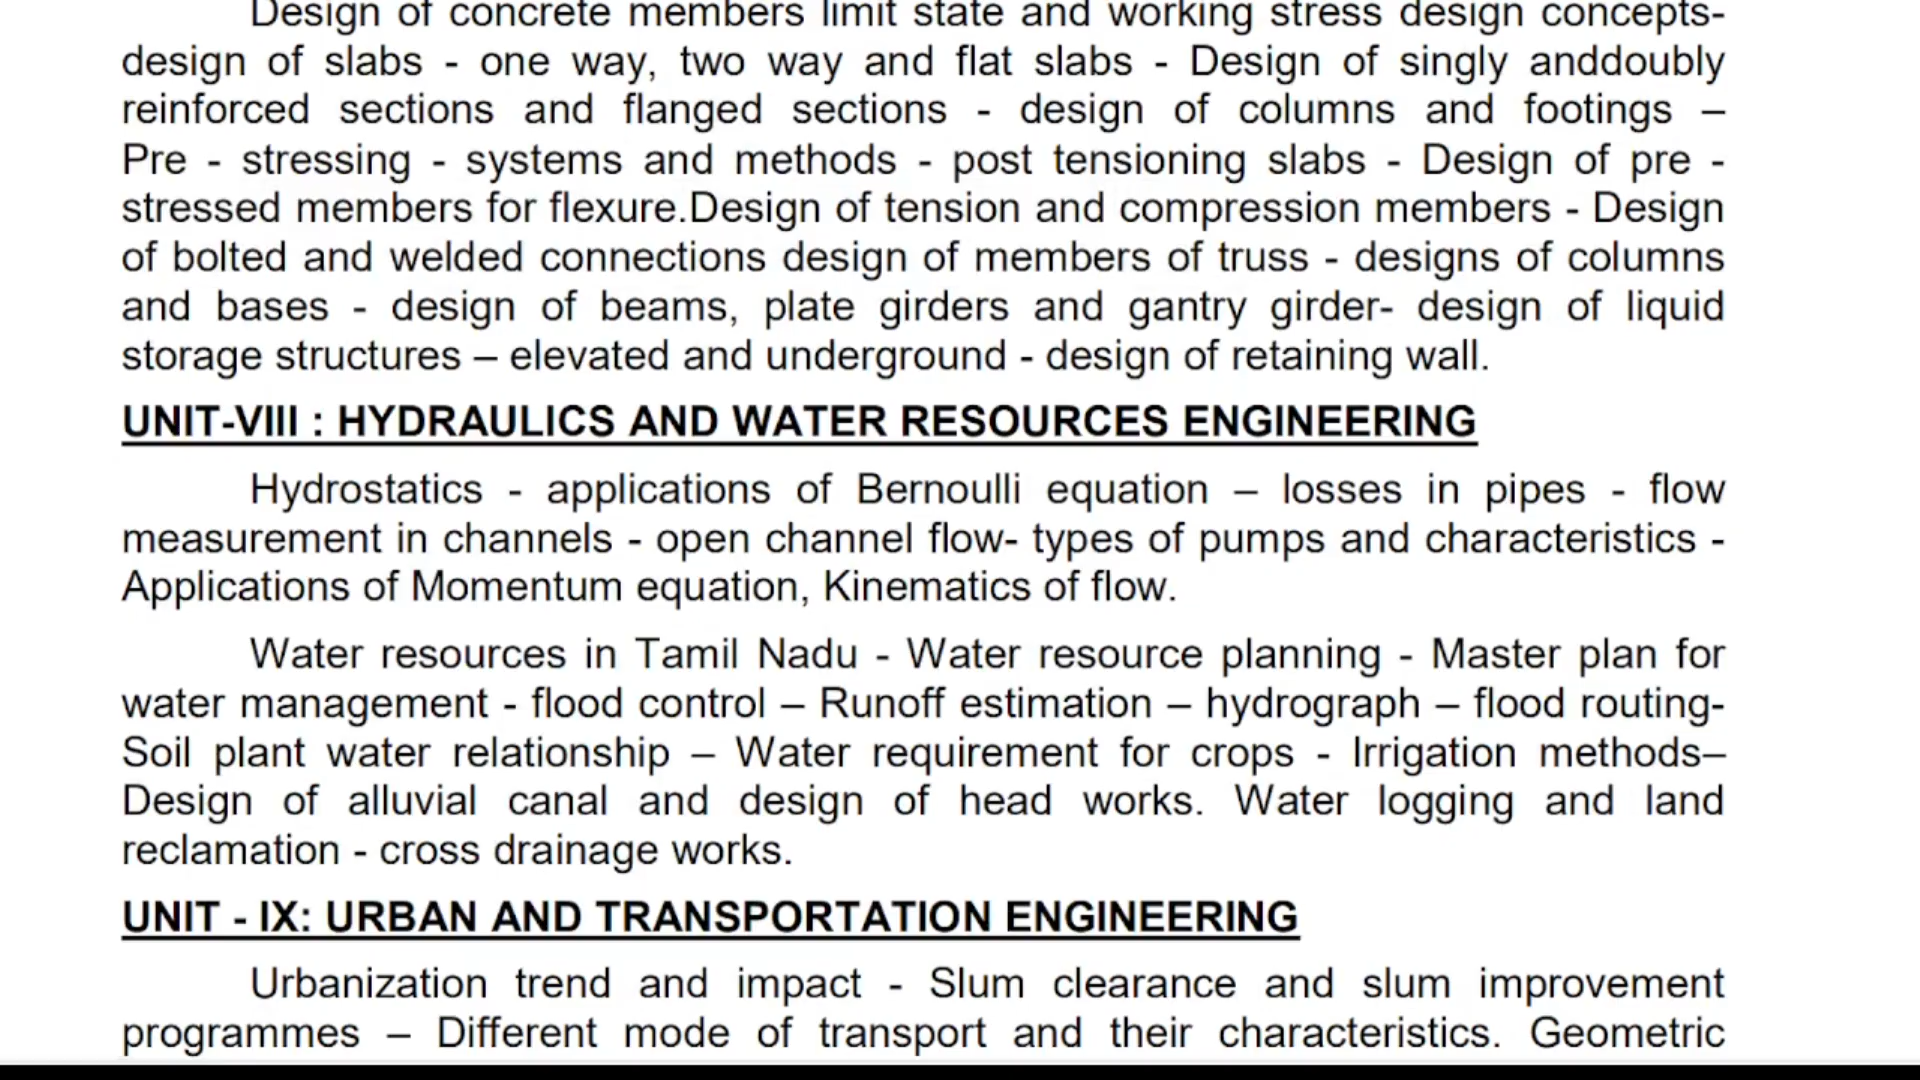 Design of concrete members limit state and working stress design concepts-
design of slabs - one way, two way and flat slabs - Design of singly anddoubly
reinforced sections and flanged sections - design of columns and footings –
Pre - stressing - systems and methods - post tensioning slabs - Design of pre -
stressed members for flexure.Design of tension and compression members - Design
of bolted and welded connections design of members of truss - designs of columns
and bases - design of beams, plate girders and gantry girder- design of liquid
storage structures – elevated and underground - design of retaining wall.
UNIT-VIII : HYDRAULICS AND WATER RESOURCES ENGINEERING
Hydrostatics - applications of Bernoulli equation – losses in pipes - flow
measurement in channels - open channel flow- types of pumps and characteristics -
Applications of Momentum equation, Kinematics of flow.
Water resources in Tamil Nadu - Water resource planning - Master plan for
water management - flood control – Runoff estimation – hydrograph – flood routing-
Soil plant water relationship – Water requirement for crops - Irrigation methods–
Design of alluvial canal and design of head works. Water logging and land
reclamation - cross drainage works.
UNIT - IX: URBAN AND TRANSPORTATION ENGINEERING
Urbanization trend and impact - Slum clearance and slum improvement
programmes – Different mode of transport and their characteristics. Geometric